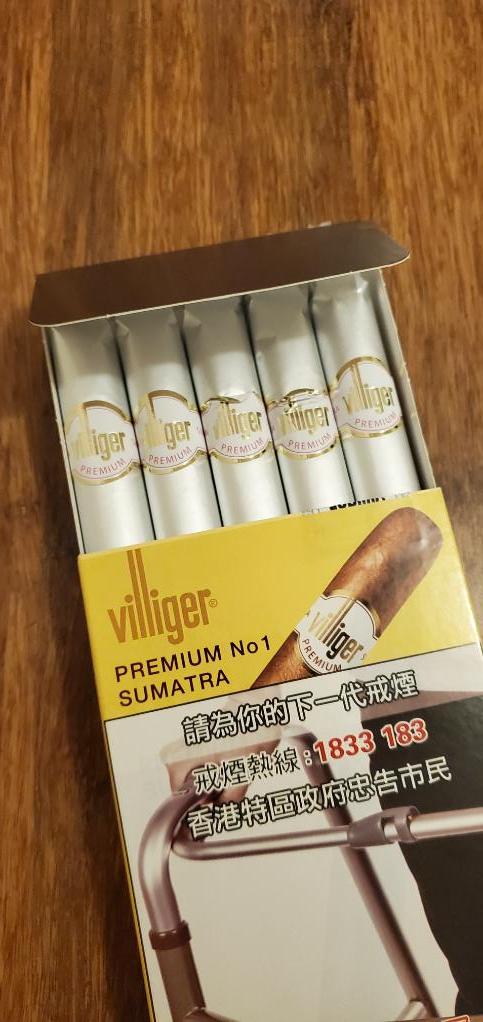 villiger
PREMIUM
villiger
PREMIUM
villiger
PREMIUM
villiger
PREMIUM
villiger
PREMIUM
villiger®
PREMIUM No1
SUMATRA
villiger
PREMIUM
請為你的下一代戒煙
戒煙熱線:1833 183
香港特區政府忠告市民